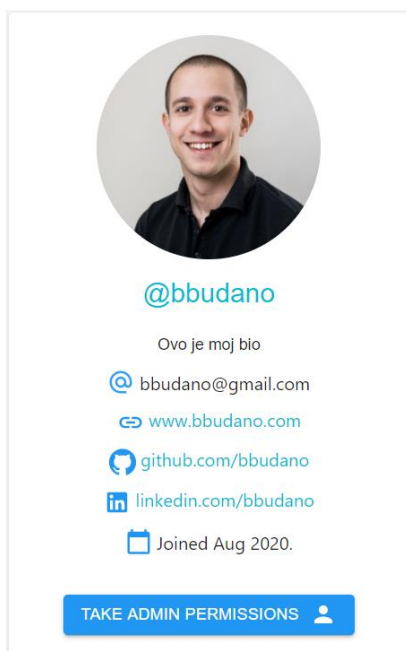 @bbudano
Ovo je moj bio
bbudano@gmail.com
www.bbudano.com
github.com/bbudano
linkedin.com/bbudano
Joined Aug 2020.
TAKE ADMIN PERMISSIONS